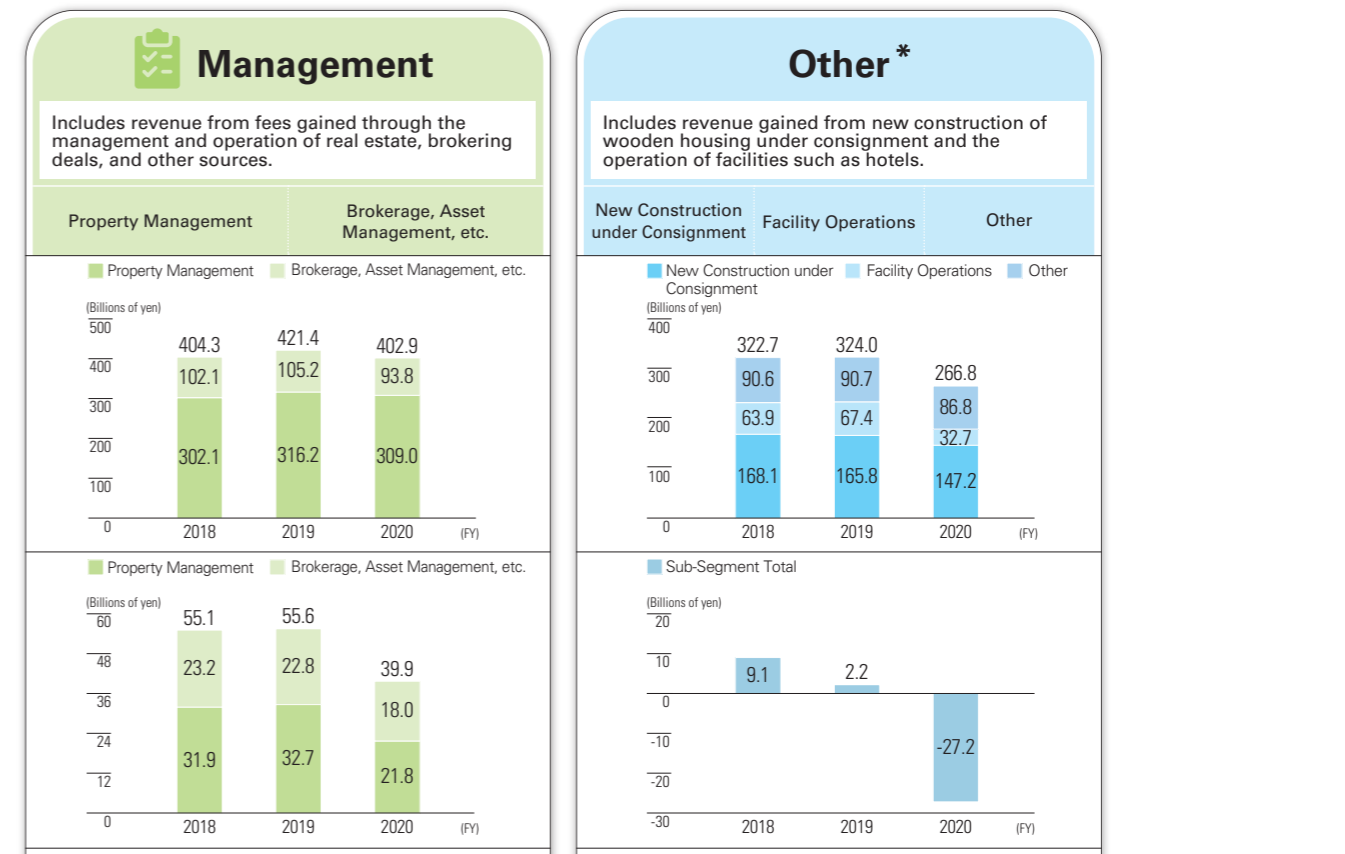 Management
Includes revenue from fees gained through the
management and operation of real estate, brokering
deals, and other sources.
Property Management
Brokerage, Asset
Management, etc.
Property Management
Brokerage, Asset Management, etc.
(Billions of yen)
500
400
300
200
100
0
404.3
421.4
402.9
102.1
105.2
93.8
302.1
316.2
309.0
2018
2019
2020
(FY)
Property Management
Brokerage, Asset Management, etc.
(Billions of yen)
60
48
36
24
12
0
55.1
55.6
39.9
23.2
22.8
18.0
31.9
32.7
21.8
2018
2019
2020
(FY)
Other*
Includes revenue gained from new construction of
wooden housing under consignment and the
operation of facilities such as hotels.
New Construction
under Consignment
Facility Operations
Other
New Construction under
Consignment
Facility Operations
Other
(Billions of yen)
400
300
200
100
0
322.7
324.0
266.8
90.6
90.7
86.8
63.9
67.4
32.7
168.1
165.8
147.2
2018
2019
2020
(FY)
Sub-Segment Total
(Billions of yen)
20
10
0
-10
-20
-30
9.1
2.2
-27.2
2018
2019
2020
(FY)